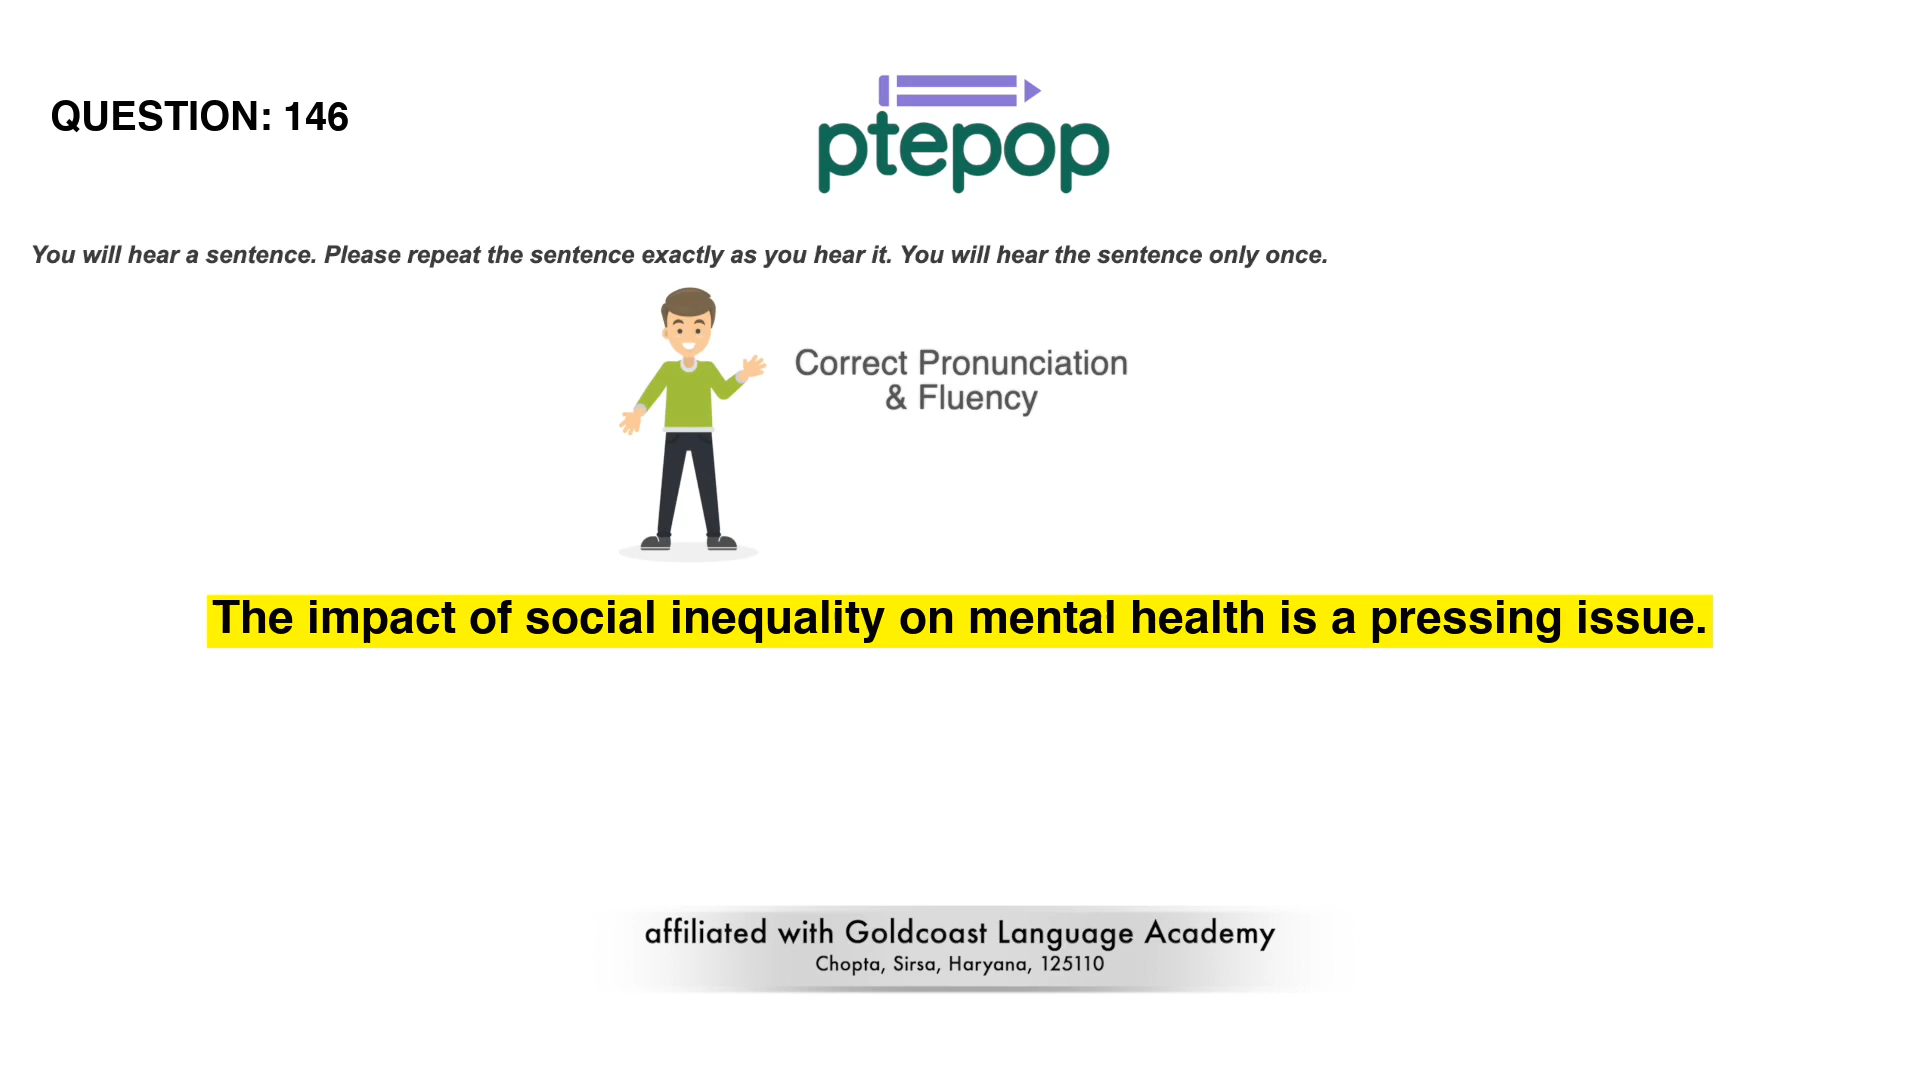 QUESTION: 146
ptepop
You will hear a sentence. Please repeat the sentence exactly as you hear it. You will hear the sentence only once.
Correct Pronunciation
& Fluency
The impact of social inequality on mental health is a pressing issue.
affiliated with Goldcoast Language Academy
Chopta, Sirsa, Haryana, 125110